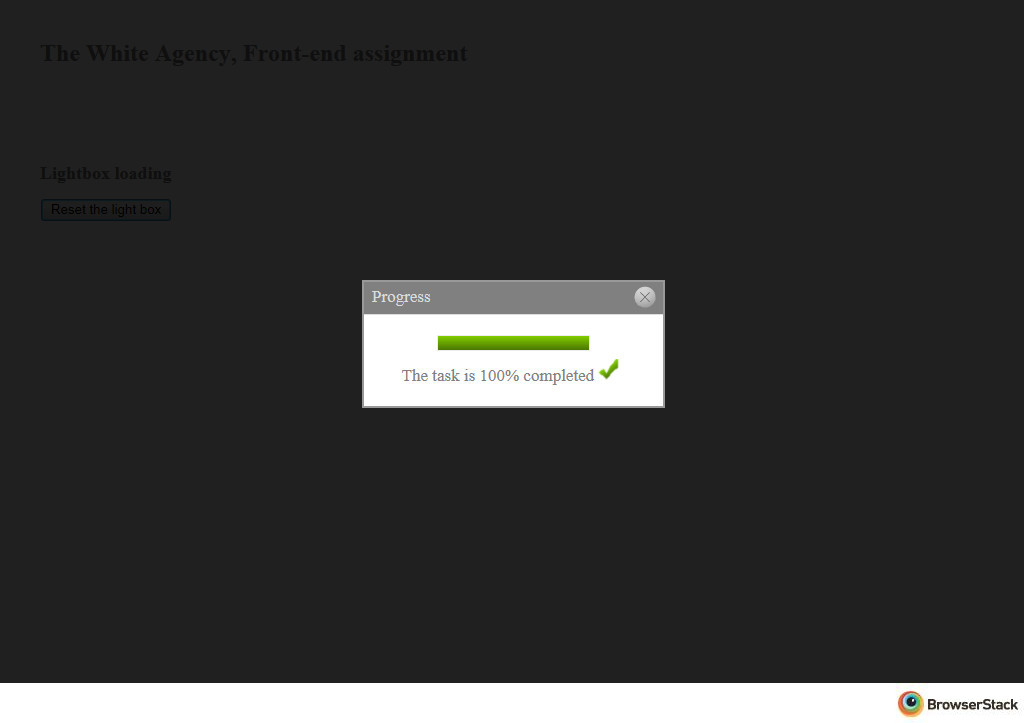 The White Agency, Front-end assignment
Lightbox loading
Reset the light box
Progress
The task is 100% completed
BrowserStack